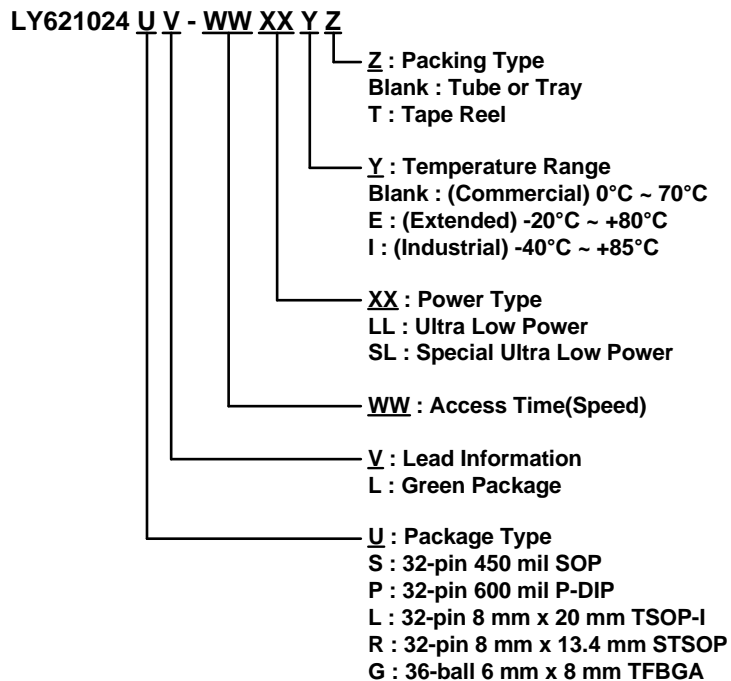 LY621024 U V - WW XX Y Z
Z : Packing Type
Blank : Tube or Tray
T : Tape Reel
Y : Temperature Range
Blank : (Commercial) 0°C ~ 70°C
E : (Extended) -20°C ~ +80°C
I : (Industrial) -40°C ~ +85°C
XX : Power Type
LL : Ultra Low Power
SL : Special Ultra Low Power
WW : Access Time(Speed)
V : Lead Information
L : Green Package
U : Package Type
S : 32-pin 450 mil SOP
P : 32-pin 600 mil P-DIP
L : 32-pin 8 mm x 20 mm TSOP-I
R : 32-pin 8 mm x 13.4 mm STSOP
G : 36-ball 6 mm x 8 mm TFBGA